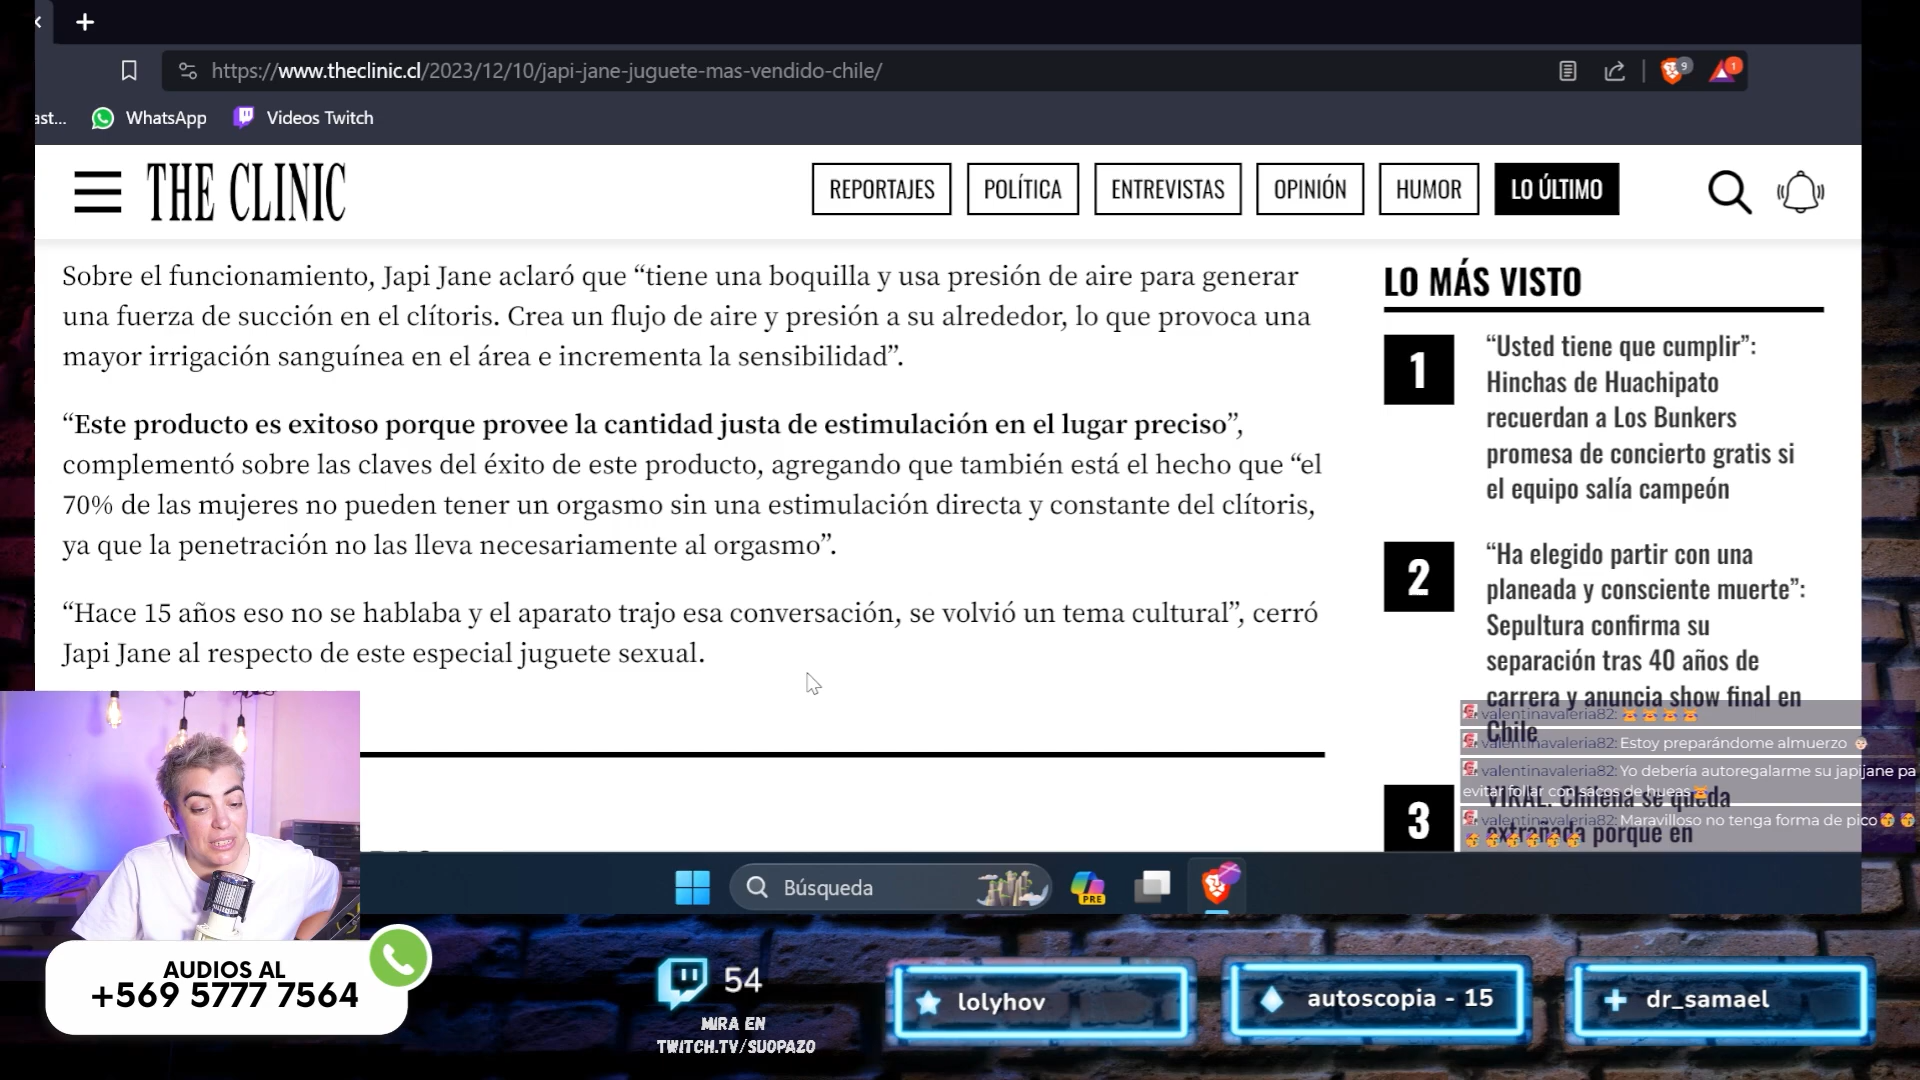 https://www.theclinic.cl/2023/12/10/japi-jane-juguete-mas-vendido-chile/
9
1
ast...
WhatsApp
Videos Twitch
THE CLINIC
REPORTAJES
POLÍTICA
ENTREVISTAS
OPINIÓN
HUMOR
LO ÚLTIMO
Sobre el funcionamiento, Japi Jane aclaró que “tiene una boquilla y usa presión de aire para generar
una fuerza de succión en el clítoris. Crea un flujo de aire y presión a su alrededor, lo que provoca una
mayor irrigación sanguínea en el área e incrementa la sensibilidad”.
“Este producto es exitoso porque provee la cantidad justa de estimulación en el lugar preciso”,
complementó sobre las claves del éxito de este producto, agregando que también está el hecho que “el
70% de las mujeres no pueden tener un orgasmo sin una estimulación directa y constante del clítoris,
ya que la penetración no las lleva necesariamente al orgasmo”.
“Hace 15 años eso no se hablaba y el aparato trajo esa conversación, se volvió un tema cultural”, cerró
Japi Jane al respecto de este especial juguete sexual.
LO MÁS VISTO
1
“Usted tiene que cumplir”:
Hinchas de Huachipato
recuerdan a Los Bunkers
promesa de concierto gratis si
el equipo salía campeón
2
“Ha elegido partir con una
planeada y consciente muerte”:
Sepultura confirma su
separación tras 40 años de
carrera y anuncia show final en
Chile
3
VIRAL. Chilena se queda
extrañada porque en
valentinavaleria82:
valentinavaleria82: Estoy preparándome almuerzo
valentinavaleria82: Yo debería autoregalarme su japijane pa
evitar follar con sacos de hueas
valentinavaleria82: Maravilloso no tenga forma de pico
Búsqueda
PRE
AUDIOS AL
+569 5777 7564
54
MIRA EN
TWITCH.TV/SUOPAZO
lolyhov
autoscopia - 15
dr_samael